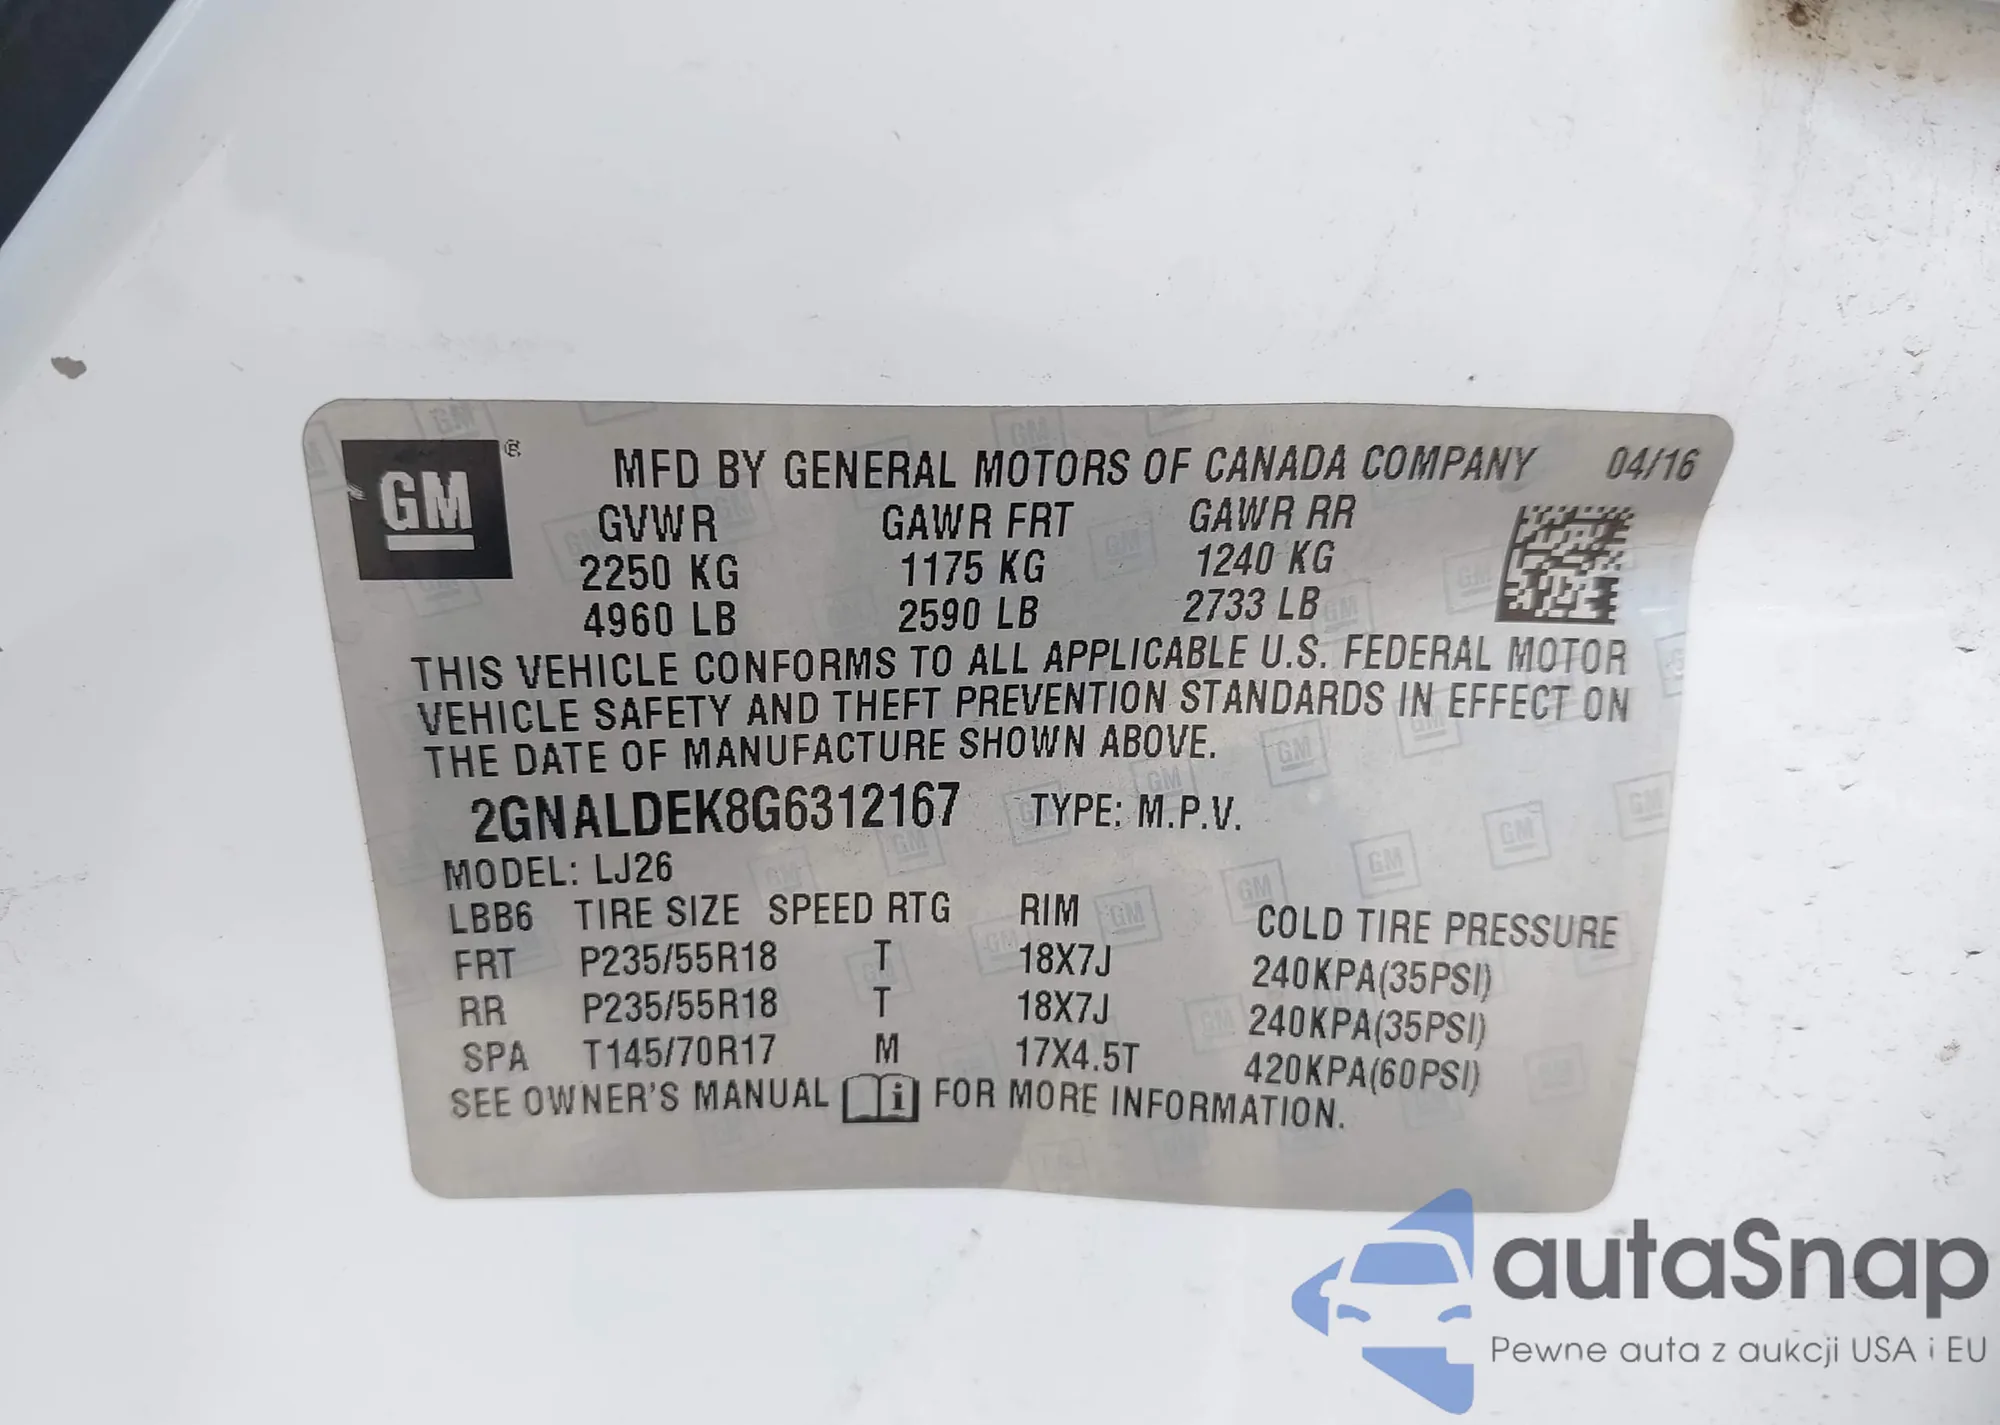 GM ®
MFD BY GENERAL MOTORS OF CANADA COMPANY 04/16
GVWR GAWR FRT GAWR RR
2250 KG 1175 KG 1240 KG
4960 LB 2590 LB 2733 LB
THIS VEHICLE CONFORMS TO ALL APPLICABLE U.S. FEDERAL MOTOR
VEHICLE SAFETY AND THEFT PREVENTION STANDARDS IN EFFECT ON
THE DATE OF MANUFACTURE SHOWN ABOVE.
2GNALDEK8G6312167 TYPE: M.P.V.
MODEL: LJ26
LBB6 TIRE SIZE SPEED RTG RIM COLD TIRE PRESSURE
FRT P235/55R18 T 18X7J 240KPA(35PSI)
RR P235/55R18 T 18X7J 240KPA(35PSI)
SPA T145/70R17 M 17X4.5T 420KPA(60PSI)
SEE OWNER'S MANUAL i FOR MORE INFORMATION.
autaSnap
Pewne auta z aukcji USA i EU